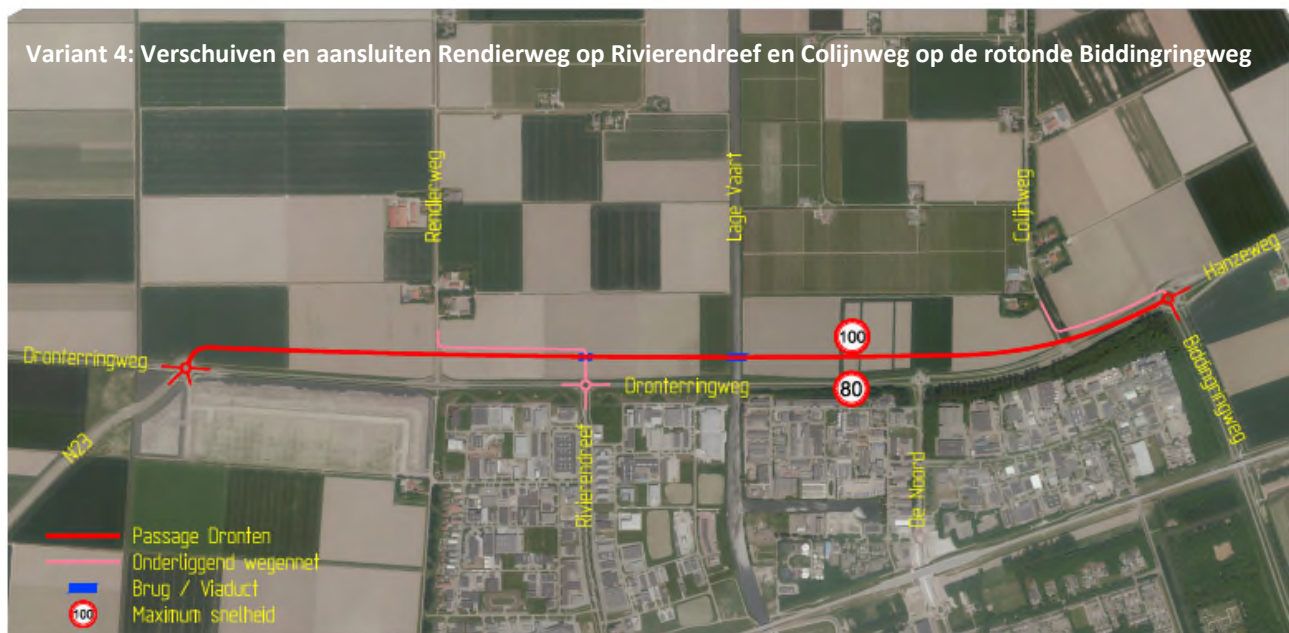 Variant 4: Verschuiven en aansluiten Rendierweg op Rivierendreef en Colijnweg op de rotonde Biddingringweg
Rendierweg
Lage Vaart
Colijnweg
Hanzeweg
100
Dronterringweg
Dronterringweg
80
Biddingringweg
N23
Rivierendreef
De Noord
Passage Dronten
Onderliggend wegennet
Brug / Viaduct
100 Maximum snelheid